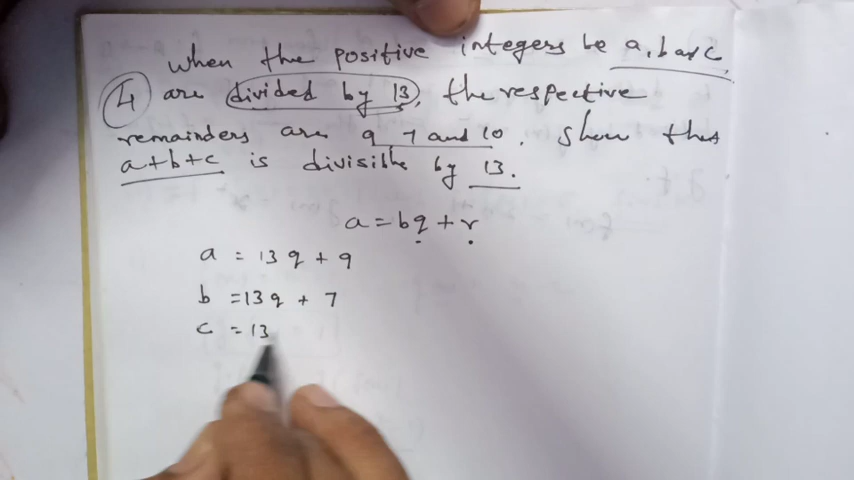 When the positive integers be a, b and c
4 are divided by 13, the respective
remainders are 9 7 and 10. Show that
a+b+c is divisible by 13.
a = bq + r
a = 13q + 9
b = 13q + 7
c = 13